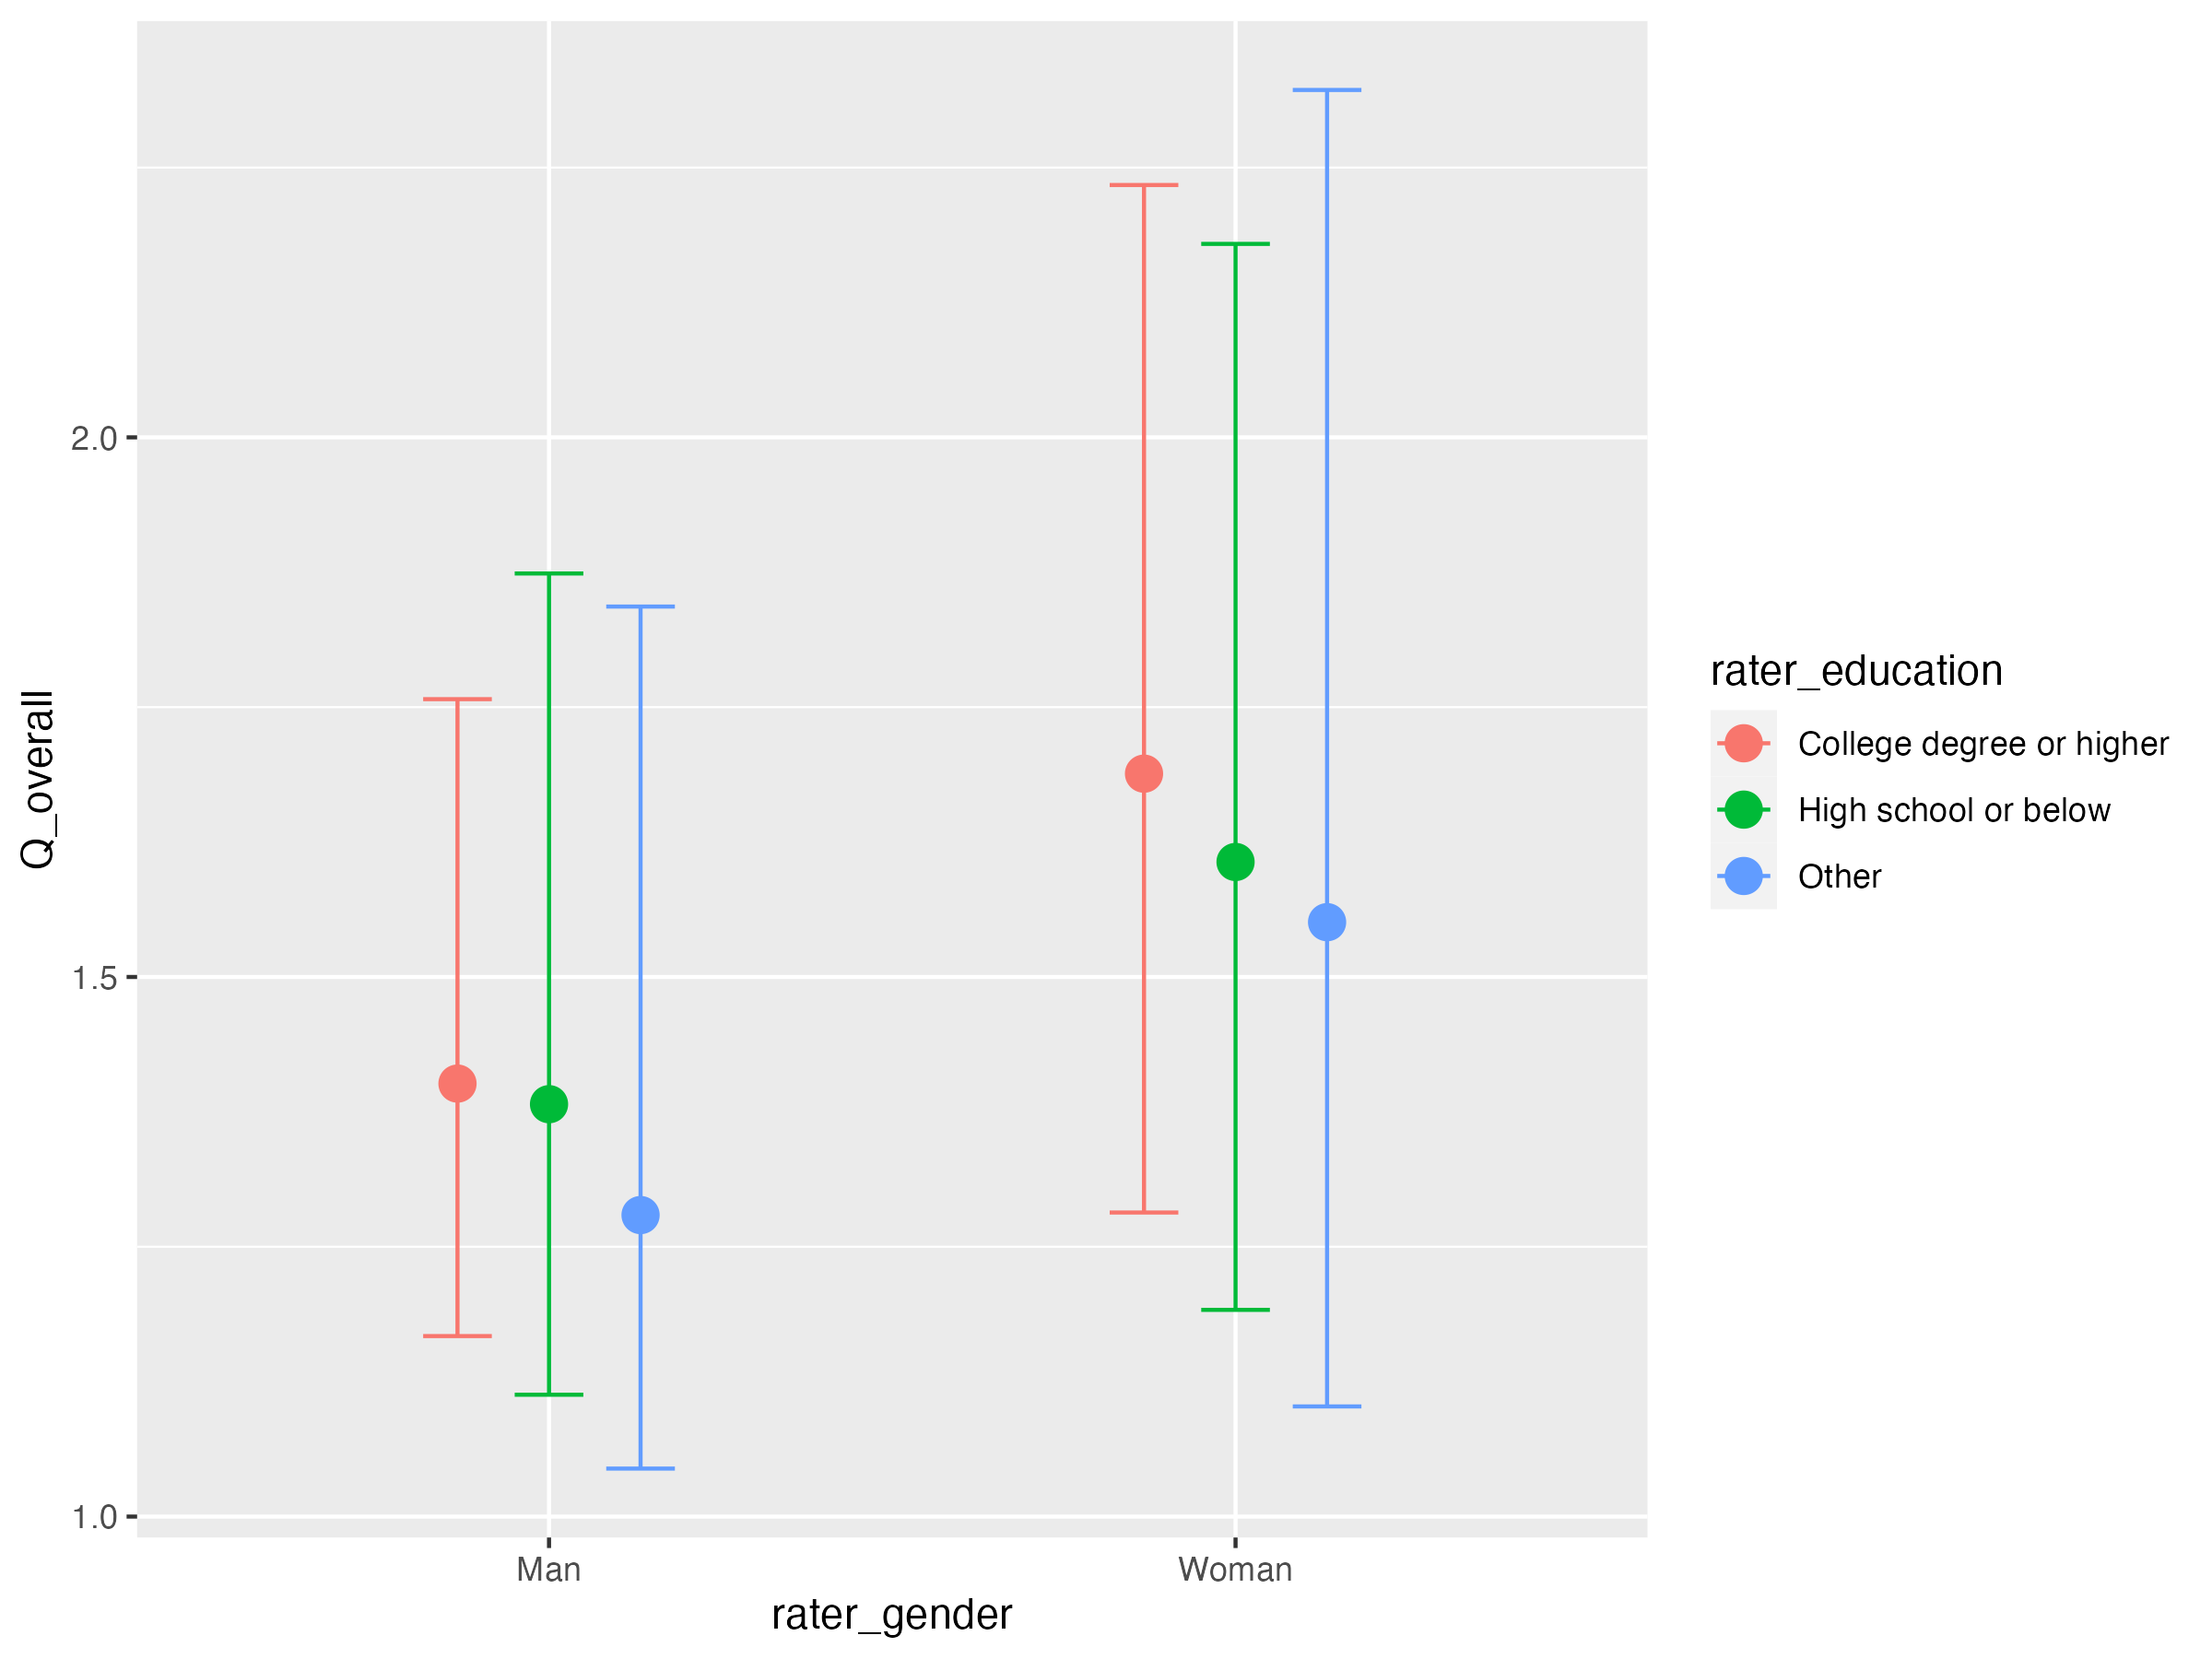 Q_overall
2.0
1.5
1.0
Man
Woman
rater_gender
rater_education
College degree or higher
High school or below
Other